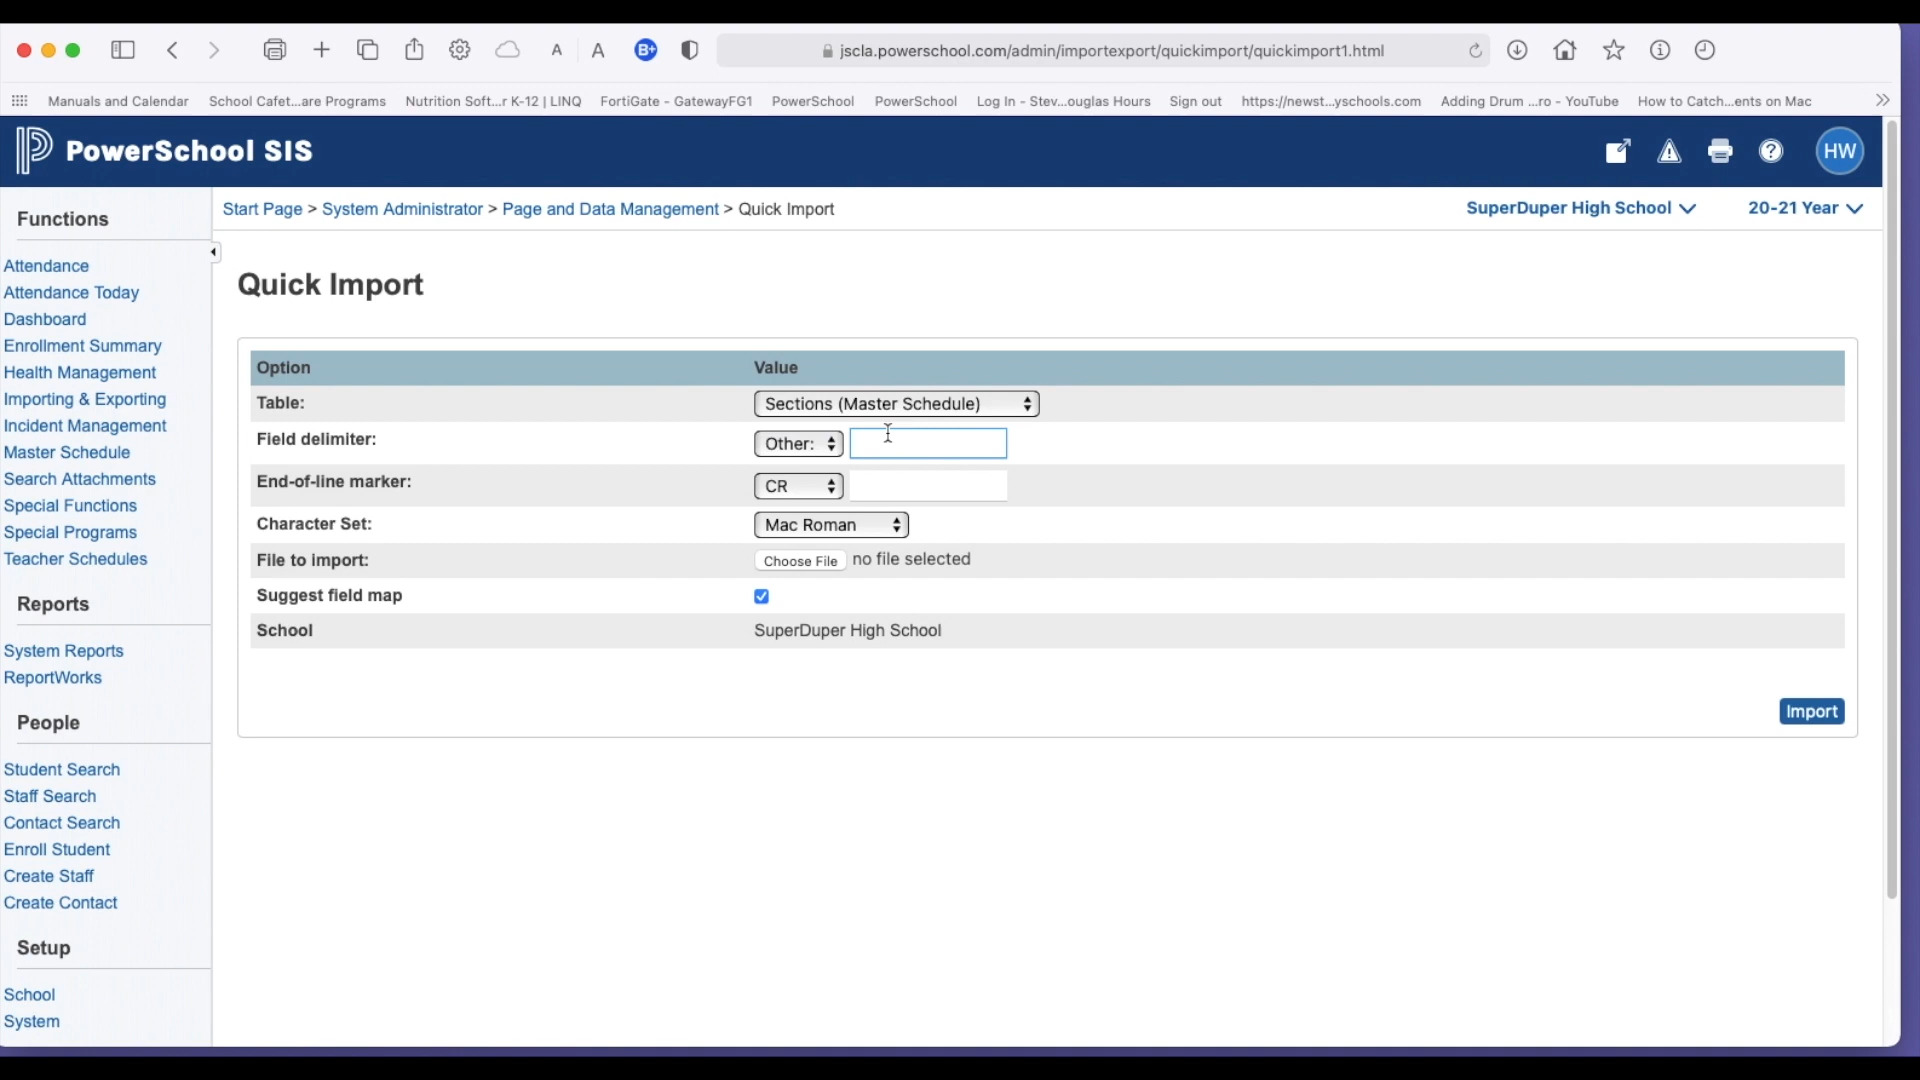 A A B+ jscla.powerschool.com/admin/importexport/quickimport/quickimport1.html
Manuals and Calendar School Cafet...are Programs Nutrition Soft...r K-12 | LINQ FortiGate - GatewayFG1 PowerSchool PowerSchool Log In - Stev...ouglas Hours Sign out https://newst...yschools.com Adding Drum ...ro - YouTube How to Catch...ents on Mac
PowerSchool SIS HW
Start Page > System Administrator > Page and Data Management > Quick Import SuperDuper High School 20-21 Year
Functions
Attendance
Attendance Today
Dashboard
Enrollment Summary
Health Management
Importing & Exporting
Incident Management
Master Schedule
Search Attachments
Special Functions
Special Programs
Teacher Schedules
Reports
System Reports
ReportWorks
People
Student Search
Staff Search
Contact Search
Enroll Student
Create Staff
Create Contact
Setup
School
System
Quick Import
Option Value
Table: Sections (Master Schedule)
Field delimiter: Other:
End-of-line marker: CR
Character Set: Mac Roman
File to import: Choose File no file selected
Suggest field map
School SuperDuper High School
Import